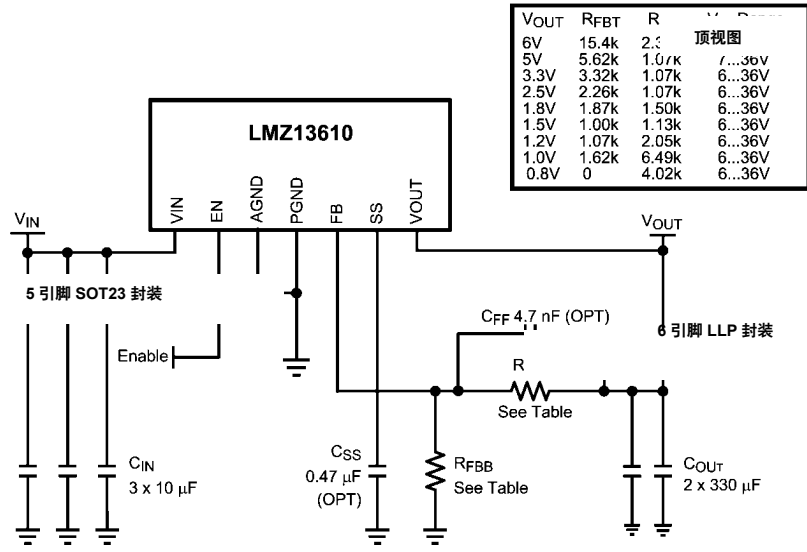 VOUT RFBT R
顶视图
6V 15.4k
5V 5.62k 1.07k 7...36V
3.3V 3.32k 1.07k 6...36V
2.5V 2.26k 1.07k 6...36V
1.8V 1.87k 1.50k 6...36V
1.5V 1.00k 1.13k 6...36V
1.2V 1.07k 2.05k 6...36V
1.0V 1.62k 6.49k 6...36V
0.8V 0 4.02k 6...36V
LMZ13610
VIN
EN
AGND
PGND
FB
SS
VOUT
VIN
VOUT
5 引脚 SOT23 封装
CFF 4.7 nF (OPT)
6 引脚 LLP 封装
Enable
R
See Table
CIN
3 x 10 μF
CSS
0.47 μF
(OPT)
RFBB
See Table
COUT
2 x 330 μF